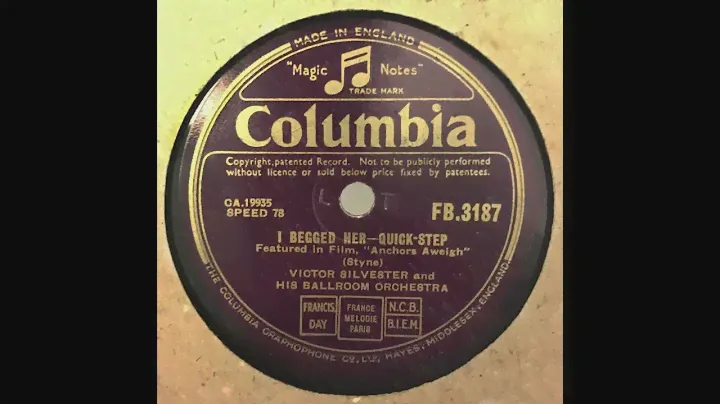 MADE IN ENGLAND
"Magic Notes"
TRADE MARK
Columbia
Copyright, patented Record. Not to be publicly performed
without licence or sold below price fixed by patentees.
L T
CA.19935
SPEED 78
FB.3187
I BEGGED HER—QUICK-STEP
Featured in Film, "Anchors Aweigh"
(Styne)
VICTOR SILVESTER and
HIS BALLROOM ORCHESTRA
FRANCIS, DAY
FRANCE MELODIE PARIS
N.C.B.
B.I.E.M.
THE COLUMBIA GRAPHOPHONE CO., LTD., HAYES, MIDDLESEX, ENGLAND.